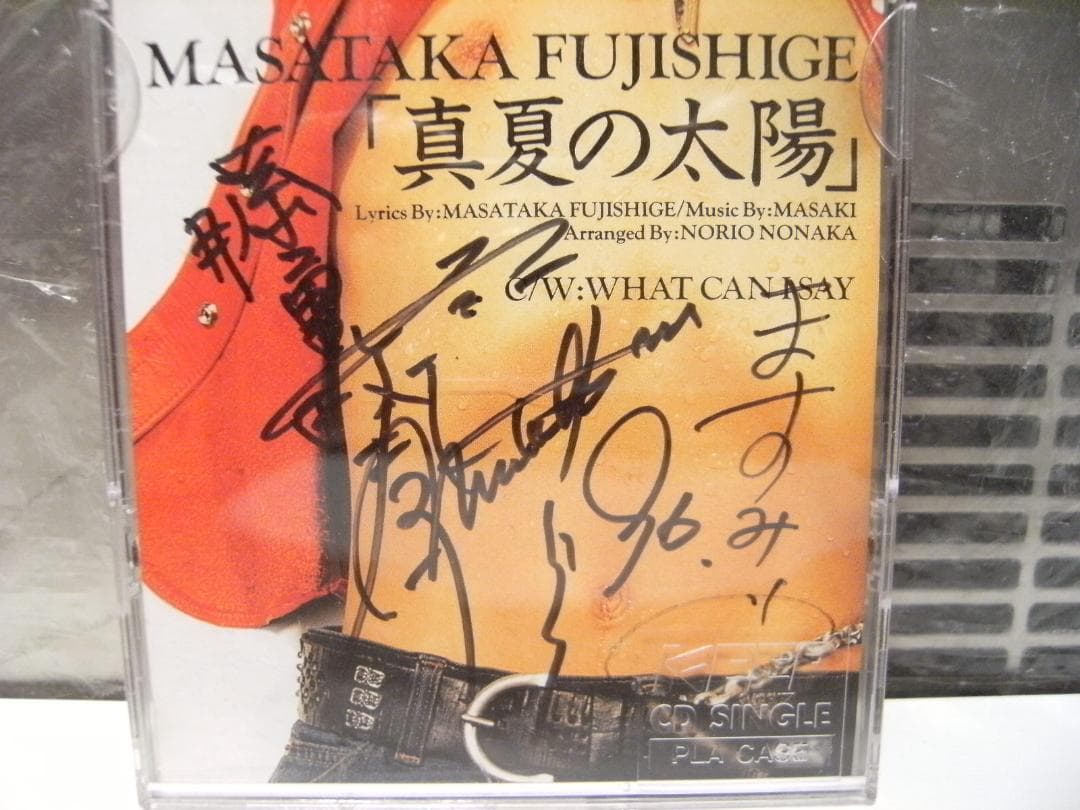 MASATAKA FUJISHIGE
「真夏の太陽」
Lyrics By:MASATAKA FUJISHIGE/Music By:MASAKI
Arranged By:NORIO NONAKA
C/W:WHAT CAN I SAY
ますみ
'96.
CD SINGLE
PLA CASE